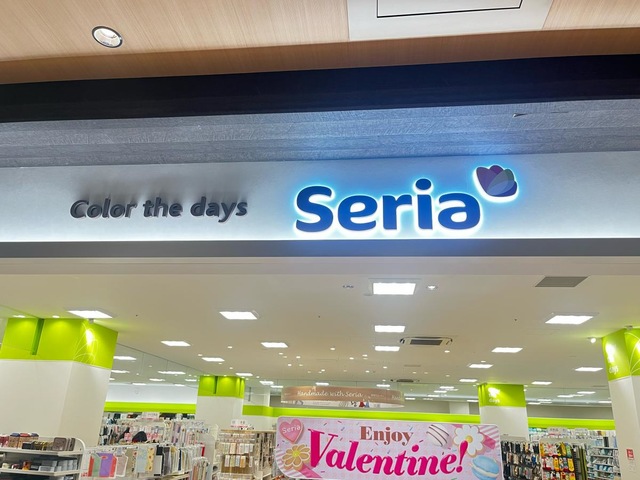 Color the days Seria
Handmade with Seria
Seria
Enjoy
Valentine!